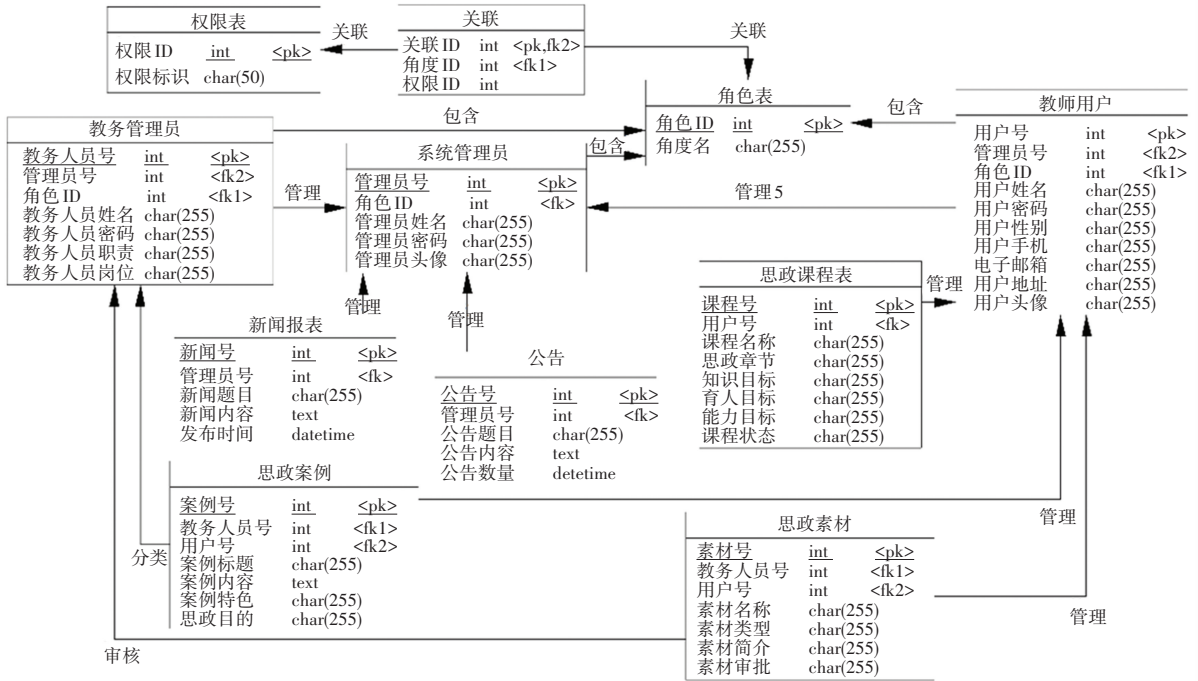 权限表
权限ID int <pk>
权限标识 char(50)
关联
关联
关联ID int <pk,fk2>
角度ID int <fk1>
权限ID int
关联
角色表
角色ID int <pk>
角度名 char(255)
包含
教师用户
用户号 int <pk>
管理员号 int <fk2>
角色ID int <fk1>
用户姓名 char(255)
用户密码 char(255)
用户性别 char(255)
用户手机 char(255)
电子邮箱 char(255)
用户地址 char(255)
用户头像 char(255)
教务管理员
教务人员号 int <pk>
管理员号 int <fk2>
角色ID int <fk1>
教务人员姓名 char(255)
教务人员密码 char(255)
教务人员职责 char(255)
教务人员岗位 char(255)
包含
管理
系统管理员
管理员号 int <pk>
角色ID int <fk>
管理员姓名 char(255)
管理员密码 char(255)
管理员头像 char(255)
包含
管理5
管理
管理
新闻报表
新闻号 int <pk>
管理员号 int <fk>
新闻题目 char(255)
新闻内容 text
发布时间 datetime
公告
公告号 int <pk>
管理员号 int <fk>
公告题目 char(255)
公告内容 text
公告数量 detetime
思政课程表
课程号 int <pk>
用户号 int <fk>
课程名称 char(255)
思政章节 char(255)
知识目标 char(255)
育人目标 char(255)
能力目标 char(255)
课程状态 char(255)
管理
思政案例
案例号 int <pk>
教务人员号 int <fk1>
用户号 int <fk2>
案例标题 char(255)
案例内容 text
案例特色 char(255)
思政目的 char(255)
分类
管理
思政素材
素材号 int <pk>
教务人员号 int <fk1>
用户号 int <fk2>
素材名称 char(255)
素材类型 char(255)
素材简介 char(255)
素材审批 char(255)
管理
审核